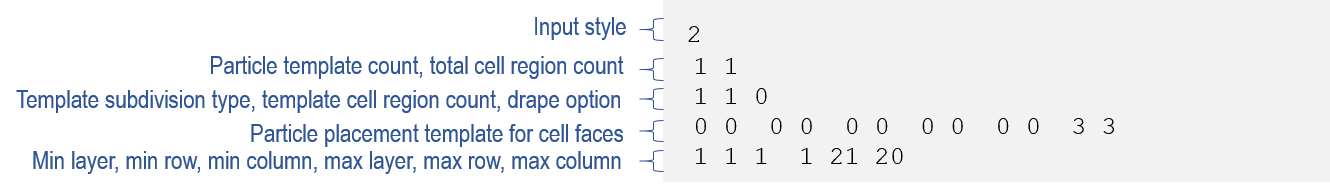 Input style 2
Particle template count, total cell region count 1 1
Template subdivision type, template cell region count, drape option 1 1 0
Particle placement template for cell faces 0 0 0 0 0 0 0 0 0 0 3 3
Min layer, min row, min column, max layer, max row, max column 1 1 1 1 21 20